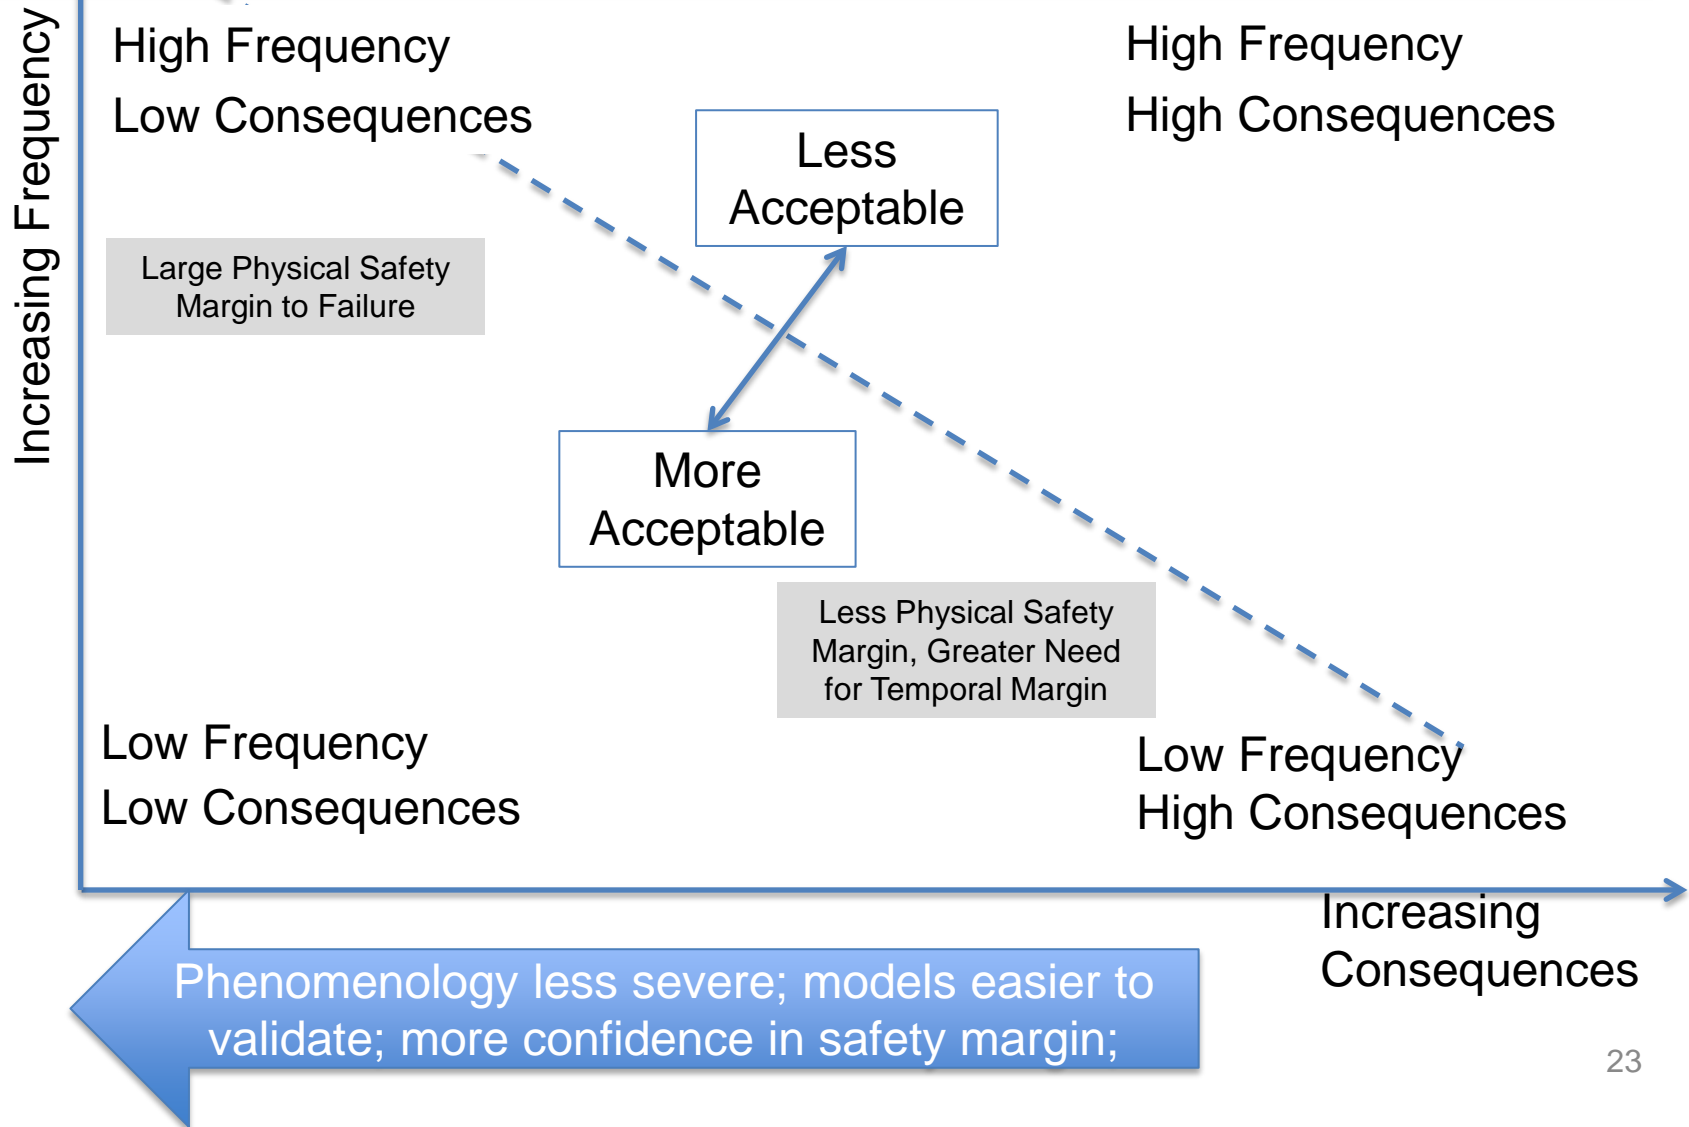 Increasing Frequency
High Frequency
Low Consequences
High Frequency
High Consequences
Less
Acceptable
Large Physical Safety
Margin to Failure
More
Acceptable
Less Physical Safety
Margin, Greater Need
for Temporal Margin
Low Frequency
Low Consequences
Low Frequency
High Consequences
Increasing
Consequences
Phenomenology less severe; models easier to
validate; more confidence in safety margin;
23